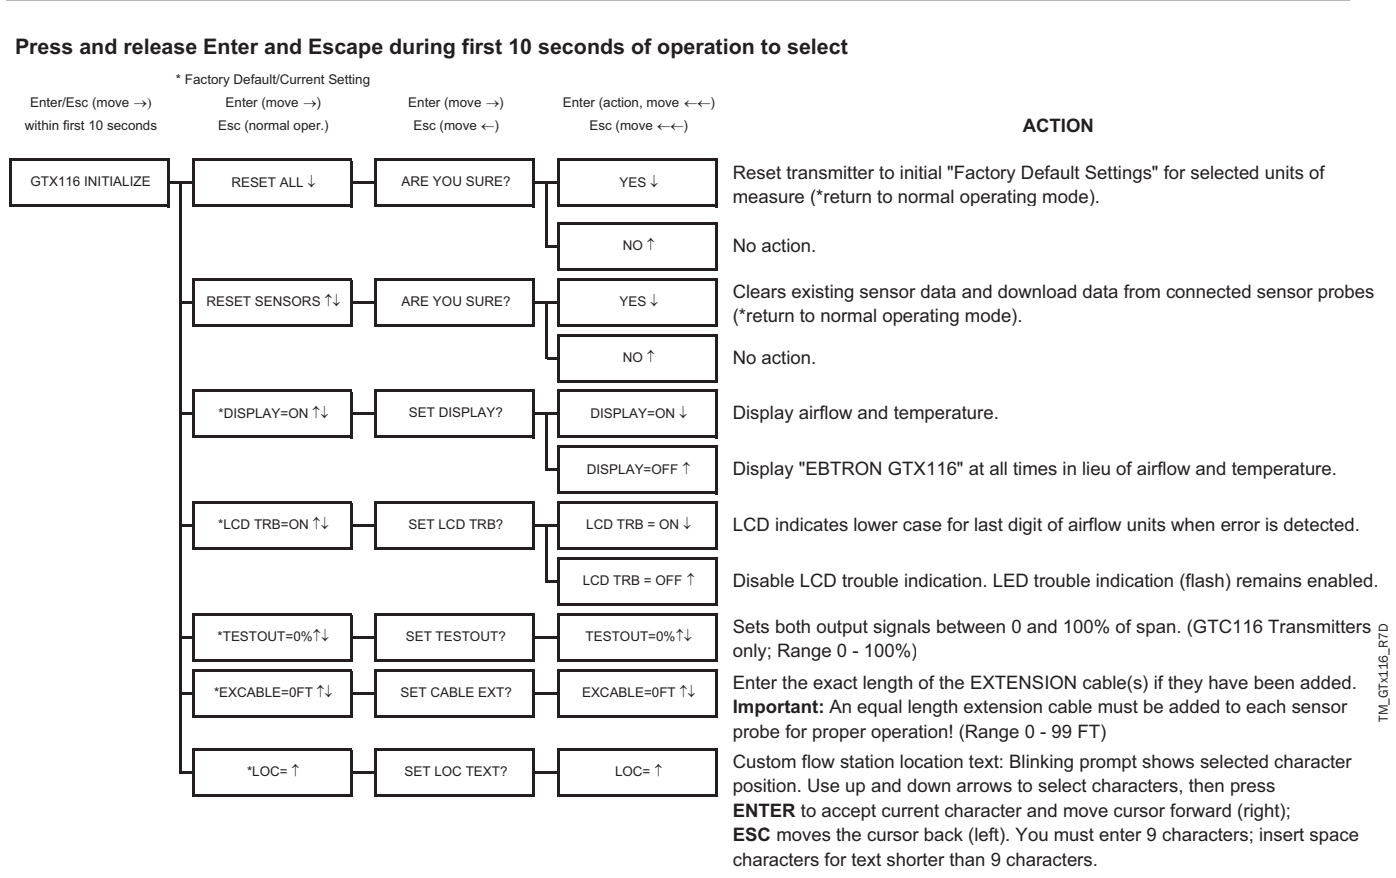 Press and release Enter and Escape during first 10 seconds of operation to select
* Factory Default/Current Setting
Enter/Esc (move →) Enter (move →) Enter (move →) Enter (action, move ←←)
within first 10 seconds Esc (normal oper.) Esc (move ←) Esc (move ←←) ACTION
GTX116 INITIALIZE RESET ALL ↓ ARE YOU SURE? YES ↓
Reset transmitter to initial "Factory Default Settings" for selected units of
measure (*return to normal operating mode).
NO ↑ No action.
RESET SENSORS ↑↓ ARE YOU SURE? YES ↓
Clears existing sensor data and download data from connected sensor probes
(*return to normal operating mode).
NO ↑ No action.
*DISPLAY=ON ↑↓ SET DISPLAY? DISPLAY=ON ↓ Display airflow and temperature.
DISPLAY=OFF ↑ Display "EBTRON GTX116" at all times in lieu of airflow and temperature.
*LCD TRB=ON ↑↓ SET LCD TRB? LCD TRB = ON ↓ LCD indicates lower case for last digit of airflow units when error is detected.
LCD TRB = OFF ↑ Disable LCD trouble indication. LED trouble indication (flash) remains enabled.
*TESTOUT=0%↑↓ SET TESTOUT? TESTOUT=0%↑↓
Sets both output signals between 0 and 100% of span. (GTC116 Transmitters
only; Range 0 - 100%)
*EXCABLE=0FT ↑↓ SET CABLE EXT? EXCABLE=0FT ↑↓
Enter the exact length of the EXTENSION cable(s) if they have been added.
Important: An equal length extension cable must be added to each sensor
probe for proper operation! (Range 0 - 99 FT)
*LOC= ↑ SET LOC TEXT? LOC= ↑
Custom flow station location text: Blinking prompt shows selected character
position. Use up and down arrows to select characters, then press
ENTER to accept current character and move cursor forward (right);
ESC moves the cursor back (left). You must enter 9 characters; insert space
characters for text shorter than 9 characters.
TM_GTx116_R7D